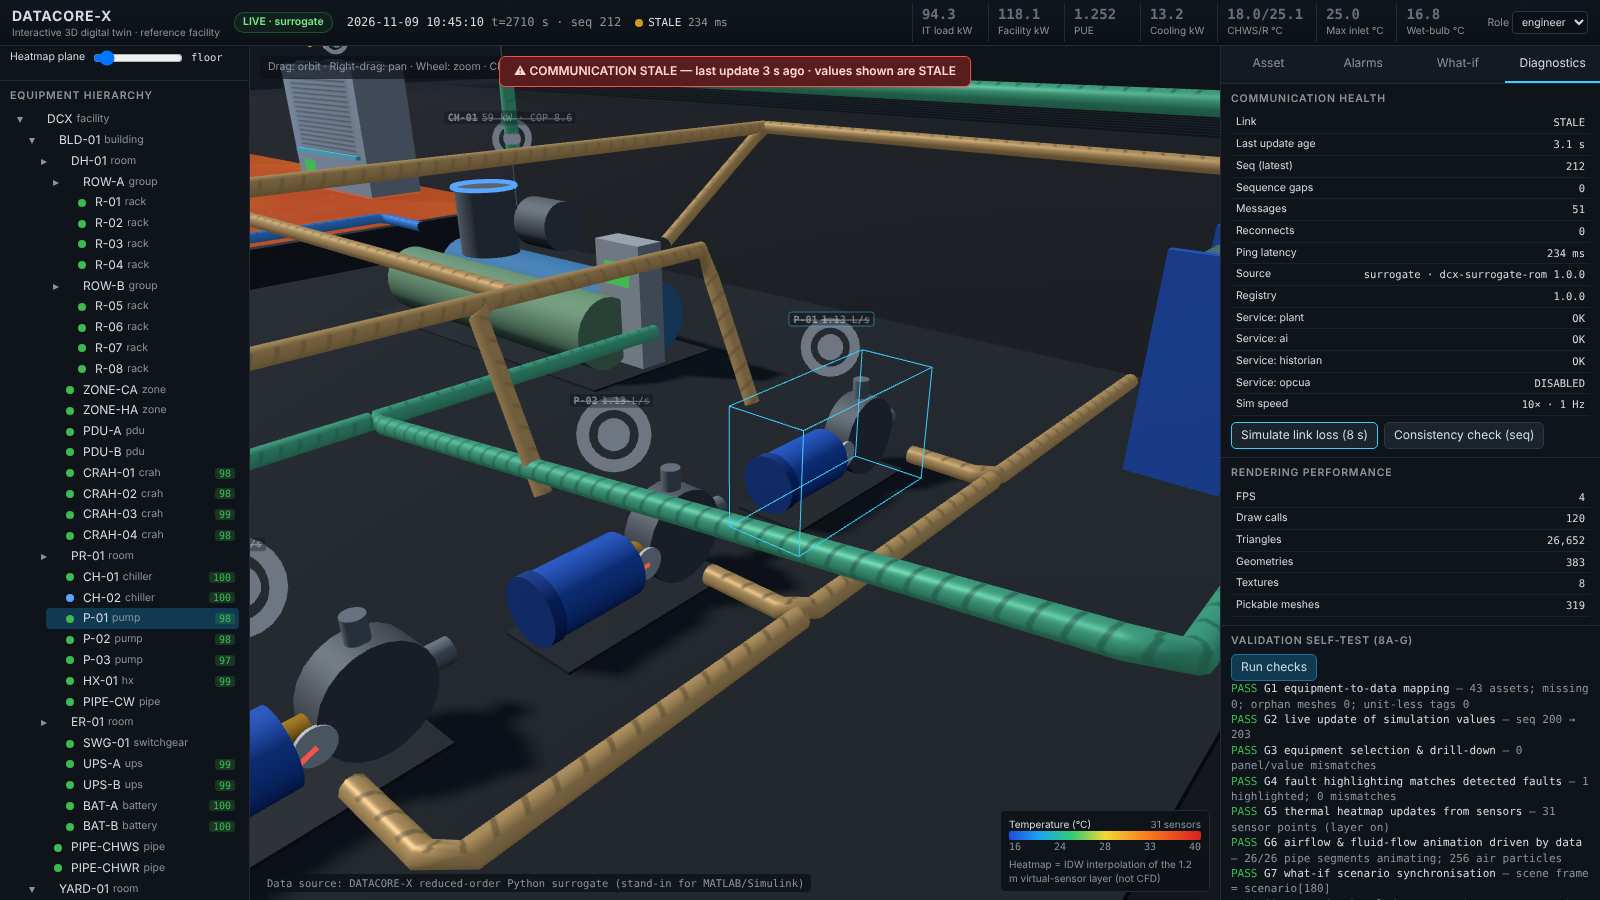 DATACORE-X
Interactive 3D digital twin · reference facility
LIVE · surrogate
2026-11-09 10:45:10 t=2710 s · seq 212
STALE 234 ms
94.3
IT load kW
118.1
Facility kW
1.252
PUE
13.2
Cooling kW
18.0/25.1
CHWS/R °C
25.0
Max inlet °C
16.8
Wet-bulb °C
Role engineer
Heatmap plane floor
EQUIPMENT HIERARCHY
▾ DCX facility
▾ BLD-01 building
▸ DH-01 room
▸ ROW-A group
R-01 rack
R-02 rack
R-03 rack
R-04 rack
▸ ROW-B group
R-05 rack
R-06 rack
R-07 rack
R-08 rack
ZONE-CA zone
ZONE-HA zone
PDU-A pdu
PDU-B pdu
CRAH-01 crah 98
CRAH-02 crah 98
CRAH-03 crah 99
CRAH-04 crah 98
▸ PR-01 room
CH-01 chiller 100
CH-02 chiller 100
P-01 pump 98
P-02 pump 98
P-03 pump 97
HX-01 hx 99
PIPE-CW pipe
▸ ER-01 room
SWG-01 switchgear
UPS-A ups 99
UPS-B ups 99
BAT-A battery 100
BAT-B battery 100
PIPE-CHWS pipe
PIPE-CHWR pipe
▾ YARD-01 room
Drag: orbit · Right-drag: pan · Wheel: zoom ·
⚠ COMMUNICATION STALE — last update 3 s ago · values shown are STALE
CH-01 59 kW · COP 8.6
P-01 1.13 L/s
P-02 1.13 L/s
Temperature (°C) 31 sensors
16 24 28 33 40
Heatmap = IDW interpolation of the 1.2
m virtual-sensor layer (not CFD)
Data source: DATACORE-X reduced-order Python surrogate (stand-in for MATLAB/Simulink)
Asset Alarms What-if Diagnostics
COMMUNICATION HEALTH
Link STALE
Last update age 3.1 s
Seq (latest) 212
Sequence gaps 0
Messages 51
Reconnects 0
Ping latency 234 ms
Source surrogate · dcx-surrogate-rom 1.0.0
Registry 1.0.0
Service: plant OK
Service: ai OK
Service: historian OK
Service: opcua DISABLED
Sim speed 10× · 1 Hz
Simulate link loss (8 s) Consistency check (seq)
RENDERING PERFORMANCE
FPS 4
Draw calls 120
Triangles 26,652
Geometries 383
Textures 8
Pickable meshes 319
VALIDATION SELF-TEST (8A-G)
Run checks
PASS G1 equipment-to-data mapping — 43 assets; missing
0; orphan meshes 0; unit-less tags 0
PASS G2 live update of simulation values — seq 200 →
203
PASS G3 equipment selection & drill-down — 0
panel/value mismatches
PASS G4 fault highlighting matches detected faults — 1
highlighted; 0 mismatches
PASS G5 thermal heatmap updates from sensors — 31
sensor points (layer on)
PASS G6 airflow & fluid-flow animation driven by data
— 26/26 pipe segments animating; 256 air particles
PASS G7 what-if scenario synchronisation — scene frame
= scenario[180]